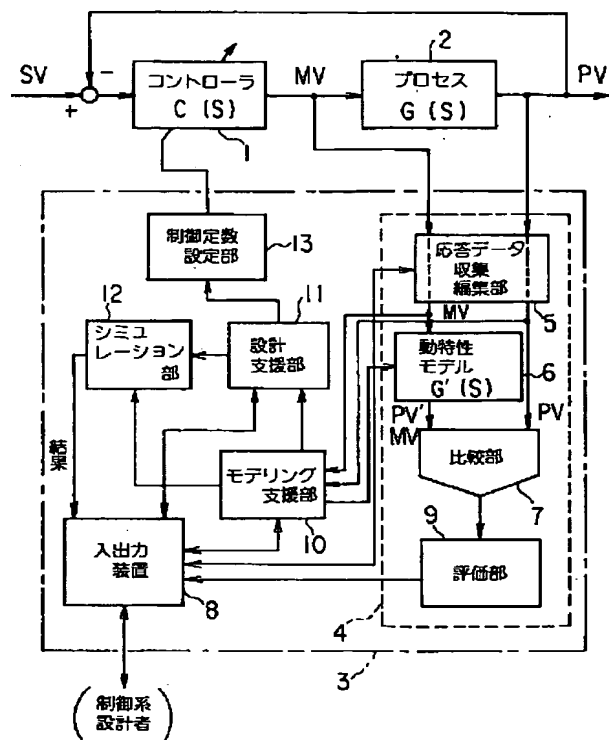 2
SV
コントローラ
C (S)
MV
プロセス
G (S)
PV
−
+
1
制御定数
設定部
13
応答データ
収集
編集部
5
12
シミュ
レーション
部
11
設計
支援部
MV
動特性
モデル
G′(S)
6
PV′
MV
PV
結果
モデリング
支援部
10
比較部
7
入出力
装置
8
9
評価部
4
3
(制御系
設計者)